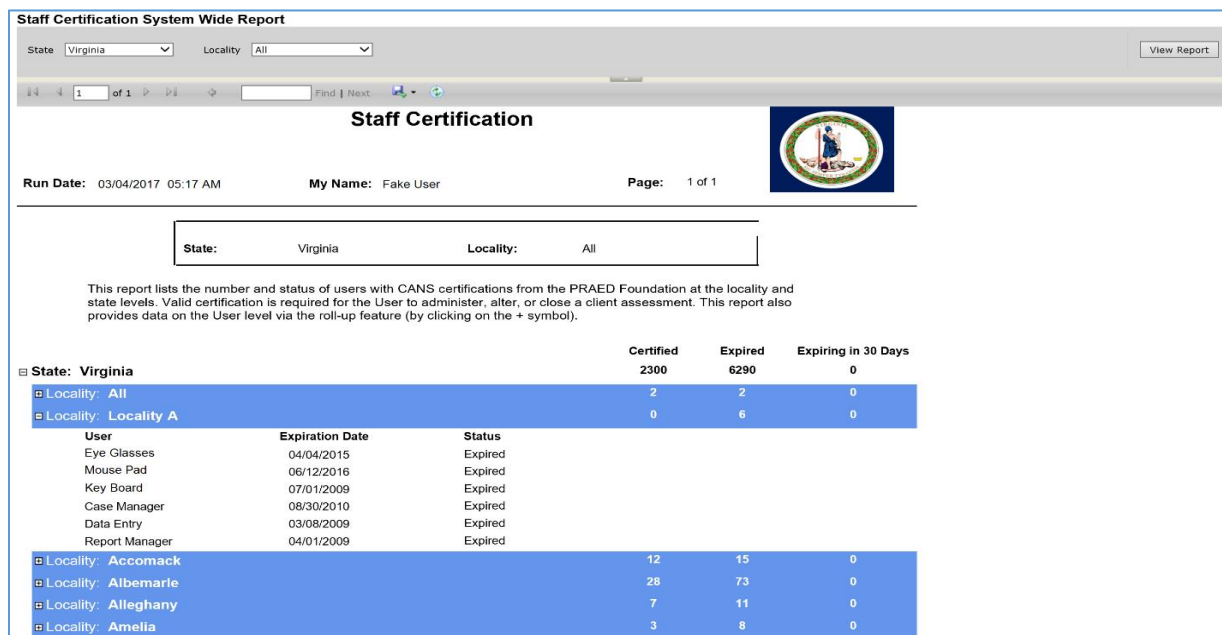 Staff Certification System Wide Report
State Virginia Locality All View Report
1 of 1 Find | Next
Staff Certification
Run Date: 03/04/2017 05:17 AM My Name: Fake User Page: 1 of 1
State: Virginia Locality: All
This report lists the number and status of users with CANS certifications from the PRAED Foundation at the locality and
state levels. Valid certification is required for the User to administer, alter, or close a client assessment. This report also
provides data on the User level via the roll-up feature (by clicking on the + symbol).
Certified Expired Expiring in 30 Days
State: Virginia 2300 6290 0
Locality: All 2 2 0
Locality: Locality A 0 6 0
User Expiration Date Status
Eye Glasses 04/04/2015 Expired
Mouse Pad 06/12/2016 Expired
Key Board 07/01/2009 Expired
Case Manager 08/30/2010 Expired
Data Entry 03/08/2009 Expired
Report Manager 04/01/2009 Expired
Locality: Accomack 12 15 0
Locality: Albemarle 28 73 0
Locality: Alleghany 7 11 0
Locality: Amelia 3 8 0